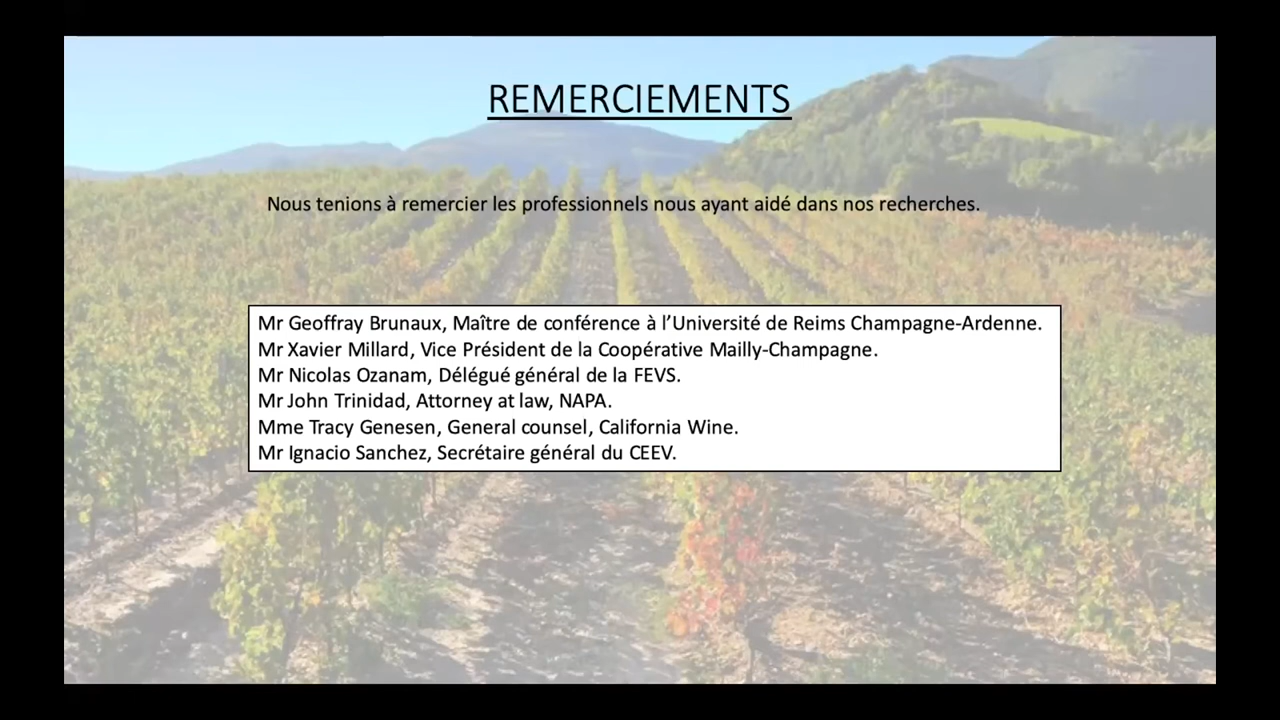 REMERCIEMENTS
Nous tenions à remercier les professionnels nous ayant aidé dans nos recherches.
Mr Geoffray Brunaux, Maître de conférence à l’Université de Reims Champagne-Ardenne.
Mr Xavier Millard, Vice Président de la Coopérative Mailly-Champagne.
Mr Nicolas Ozanam, Délégué général de la FEVS.
Mr John Trinidad, Attorney at law, NAPA.
Mme Tracy Genesen, General counsel, California Wine.
Mr Ignacio Sanchez, Secrétaire général du CEEV.